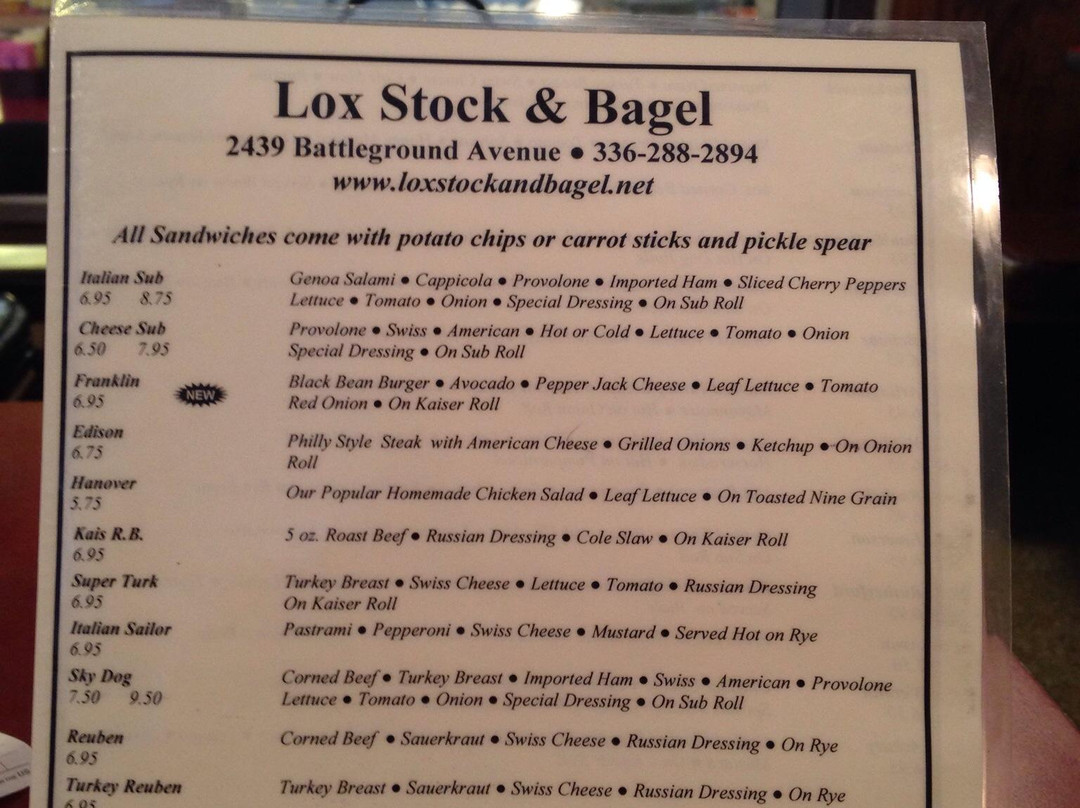 Lox Stock & Bagel
2439 Battleground Avenue ● 336-288-2894
www.loxstockandbagel.net
All Sandwiches come with potato chips or carrot sticks and pickle spear
Italian Sub Genoa Salami ● Cappicola ● Provolone ● Imported Ham ● Sliced Cherry Peppers
6.95 8.75 Lettuce ● Tomato ● Onion ● Special Dressing ● On Sub Roll
Cheese Sub Provolone ● Swiss ● American ● Hot or Cold ● Lettuce ● Tomato ● Onion
6.50 7.95 Special Dressing ● On Sub Roll
Franklin NEW Black Bean Burger ● Avocado ● Pepper Jack Cheese ● Leaf Lettuce ● Tomato
6.95 Red Onion ● On Kaiser Roll
Edison Philly Style Steak with American Cheese ● Grilled Onions ● Ketchup ● On Onion
6.75 Roll
Hanover Our Popular Homemade Chicken Salad ● Leaf Lettuce ● On Toasted Nine Grain
5.75
Kais R.B. 5 oz. Roast Beef ● Russian Dressing ● Cole Slaw ● On Kaiser Roll
6.95
Super Turk Turkey Breast ● Swiss Cheese ● Lettuce ● Tomato ● Russian Dressing
6.95 On Kaiser Roll
Italian Sailor Pastrami ● Pepperoni ● Swiss Cheese ● Mustard ● Served Hot on Rye
6.95
Sky Dog Corned Beef ● Turkey Breast ● Imported Ham ● Swiss ● American ● Provolone
7.50 9.50 Lettuce ● Tomato ● Onion ● Special Dressing ● On Sub Roll
Reuben Corned Beef ● Sauerkraut ● Swiss Cheese ● Russian Dressing ● On Rye
6.95
Turkey Reuben Turkey Breast ● Sauerkraut ● Swiss Cheese ● Russian Dressing ● On Rye
6.95